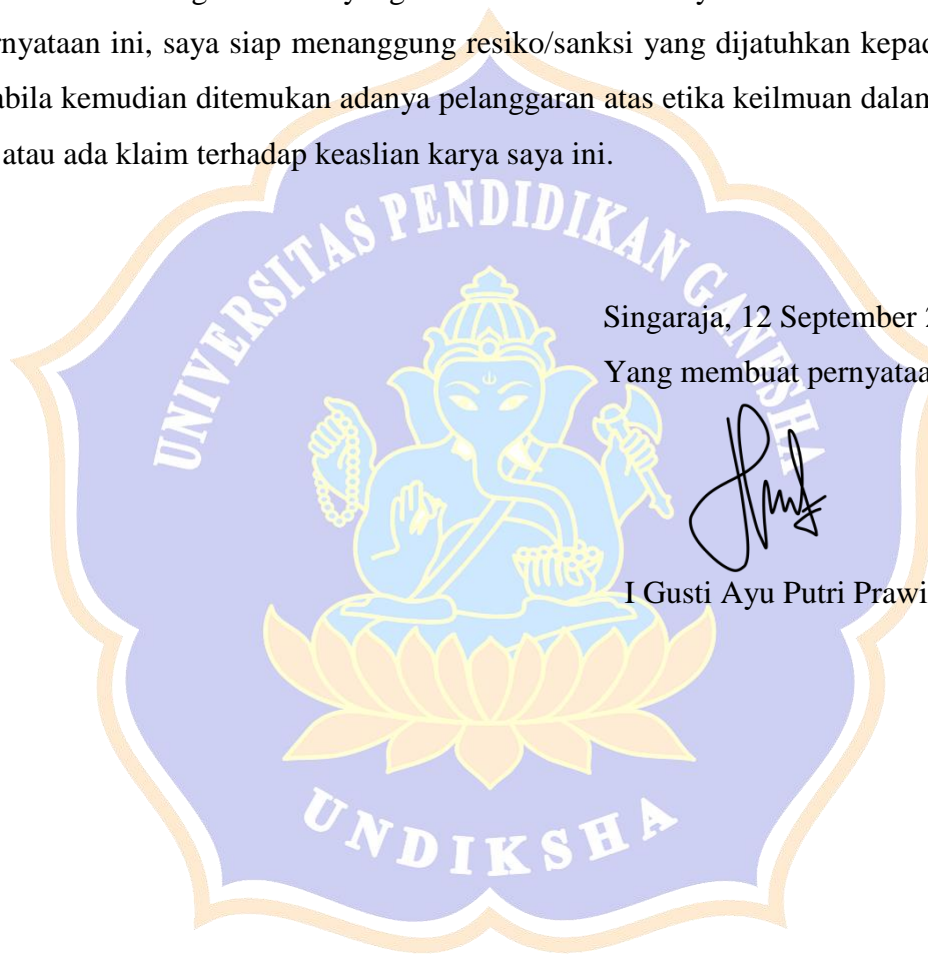 rnyataan ini, saya siap menanggung resiko/sanksi yang dijatuhkan kepad
abila kemudian ditemukan adanya pelanggaran atas etika keilmuan dalam
atau ada klaim terhadap keaslian karya saya ini.
UNIVERSITAS PENDIDIKAN GANESHA
Singaraja, 12 September 2
Yang membuat pernyataa
I Gusti Ayu Putri Prawi
UNDIKSHA